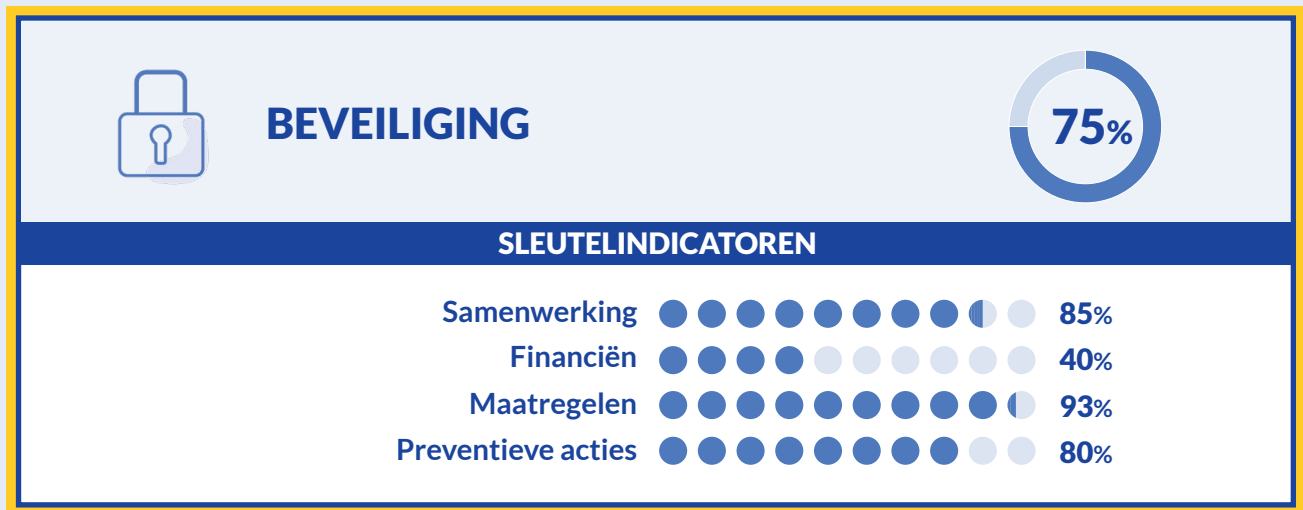 BEVEILIGING
75%
SLEUTELINDICATOREN
Samenwerking 85%
Financiën 40%
Maatregelen 93%
Preventieve acties 80%